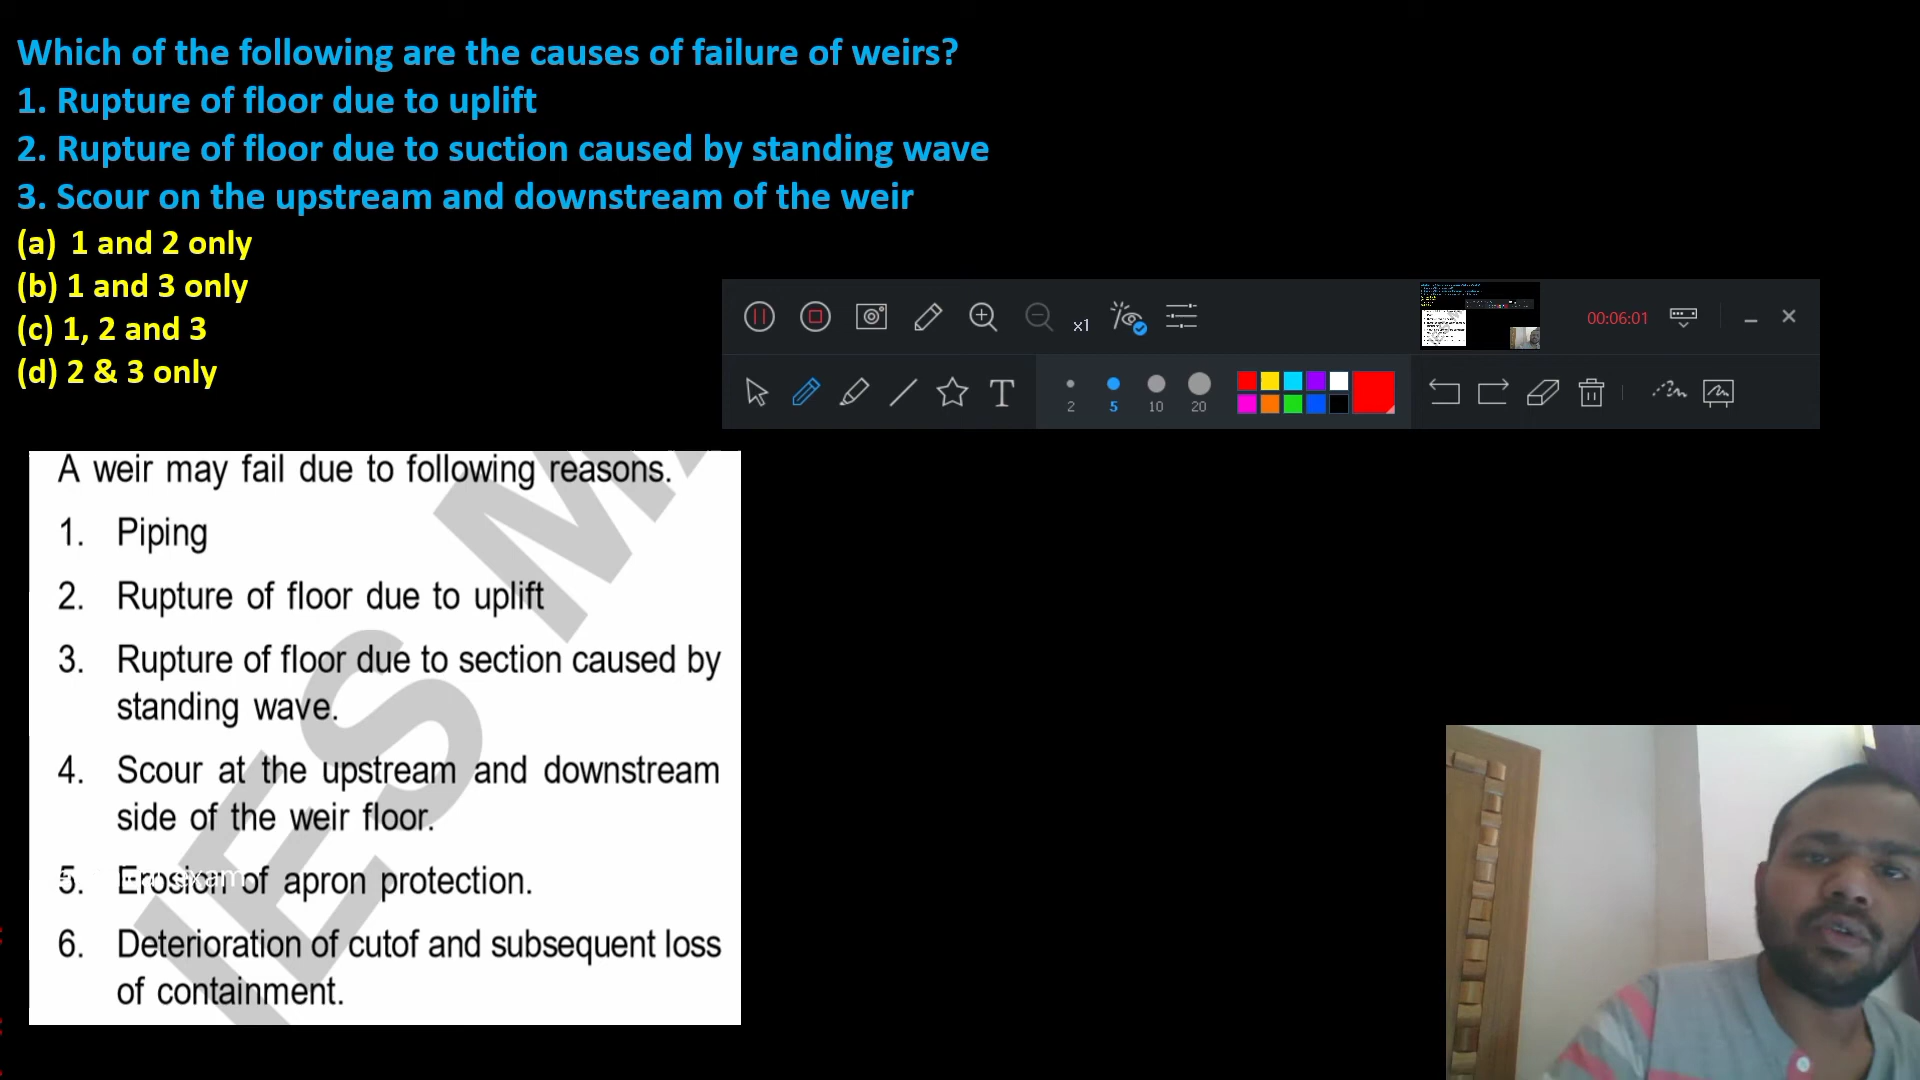 Which of the following are the causes of failure of weirs?
1. Rupture of floor due to uplift
2. Rupture of floor due to suction caused by standing wave
3. Scour on the upstream and downstream of the weir
(a) 1 and 2 only
(b) 1 and 3 only
(c) 1, 2 and 3
(d) 2 & 3 only
x1
00:06:01
T
2 5 10 20
A weir may fail due to following reasons.
1. Piping
2. Rupture of floor due to uplift
3. Rupture of floor due to section caused by
standing wave.
4. Scour at the upstream and downstream
side of the weir floor.
5. Erosion of apron protection.
exam
6. Deterioration of cutof and subsequent loss
of containment.
IES M